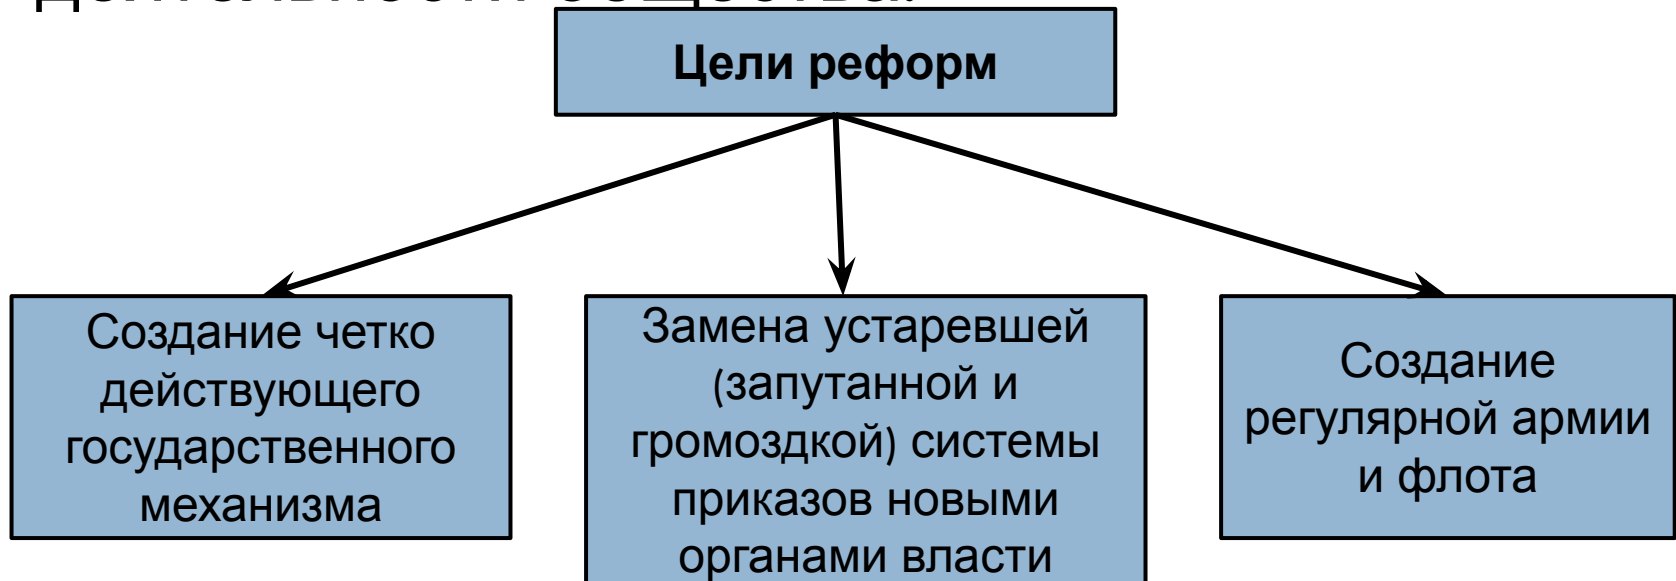 Цели реформ
Создание четко
действующего
государственного
механизма
Замена устаревшей
(запутанной и
громоздкой) системы
приказов новыми
органами власти
Создание
регулярной армии
и флота